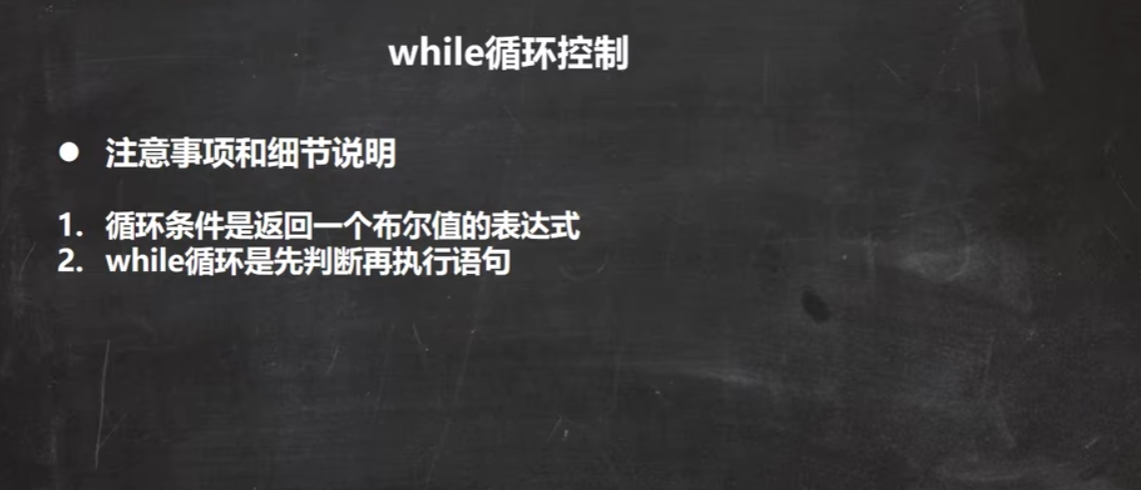 while循环控制
● 注意事项和细节说明
1. 循环条件是返回一个布尔值的表达式
2. while循环是先判断再执行语句